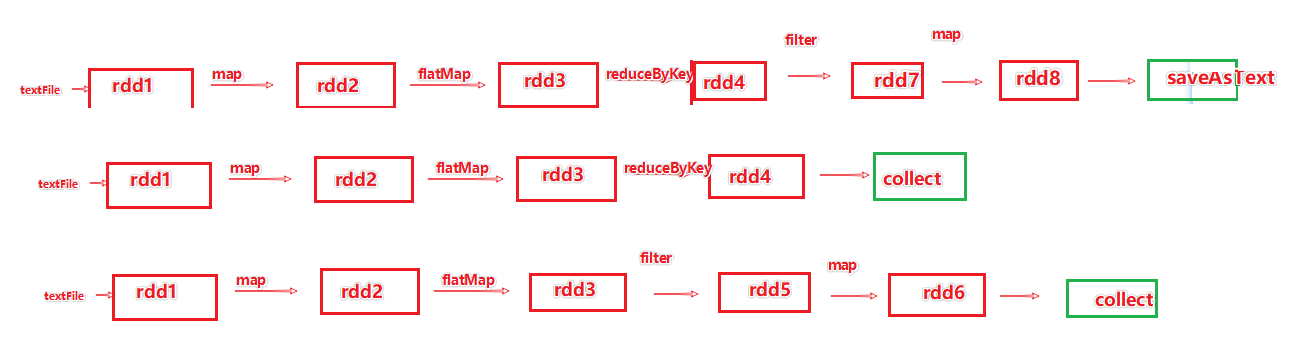 textFile rdd1 map rdd2 flatMap rdd3 reduceByKey rdd4 filter rdd7 map rdd8 saveAsText
textFile rdd1 map rdd2 flatMap rdd3 reduceByKey rdd4 collect
textFile rdd1 map rdd2 flatMap rdd3 filter rdd5 map rdd6 collect